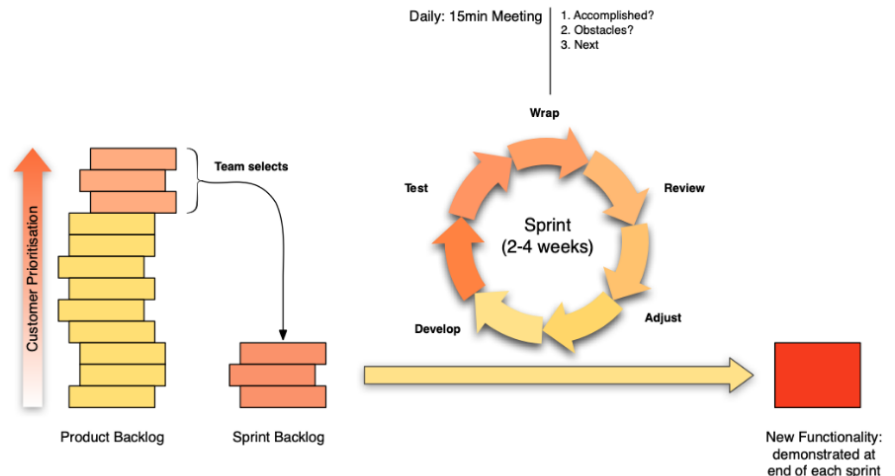 Daily: 15min Meeting
1. Accomplished?
2. Obstacles?
3. Next
Wrap
Team selects
Test
Review
Customer Prioritisation
Sprint
(2-4 weeks)
Develop
Adjust
Product Backlog
Sprint Backlog
New Functionality:
demonstrated at
end of each sprint